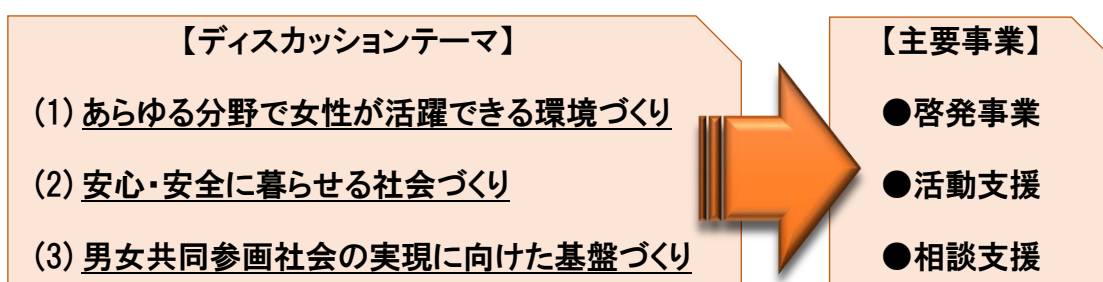 【ディスカッションテーマ】
(1) あらゆる分野で女性が活躍できる環境づくり
(2) 安心・安全に暮らせる社会づくり
(3) 男女共同参画社会の実現に向けた基盤づくり
【主要事業】
●啓発事業
●活動支援
●相談支援